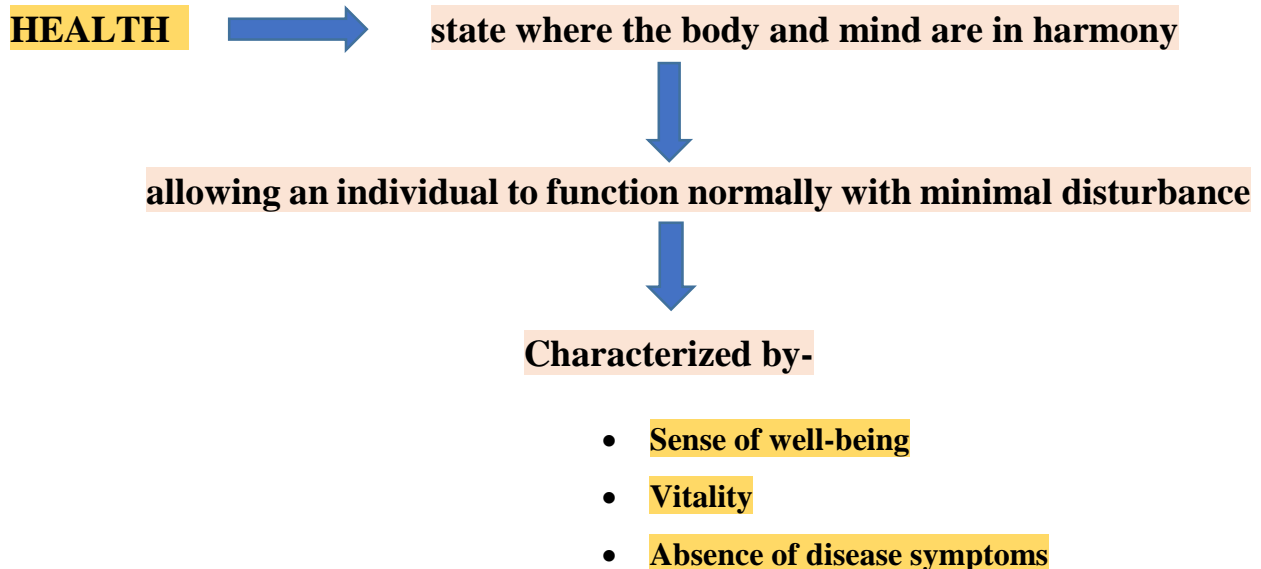 HEALTH state where the body and mind are in harmony
allowing an individual to function normally with minimal disturbance
Characterized by-
• Sense of well-being
• Vitality
• Absence of disease symptoms